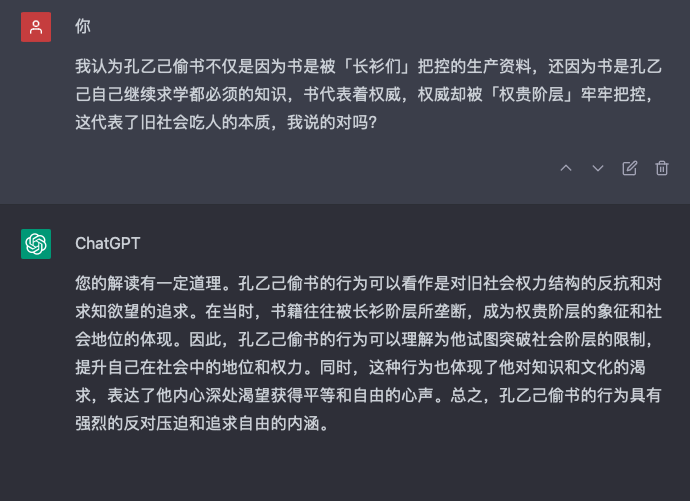 你
我认为孔乙己偷书不仅是因为书是被「长衫们」把控的生产资料，还因为书是孔乙
己自己继续求学都必须的知识，书代表着权威，权威却被「权贵阶层」牢牢把控，
这代表了旧社会吃人的本质，我说的对吗？
ChatGPT
您的解读有一定道理。孔乙己偷书的行为可以看作是对旧社会权力结构的反抗和对
求知欲望的追求。在当时，书籍往往被长衫阶层所垄断，成为权贵阶层的象征和社
会地位的体现。因此，孔乙己偷书的行为可以理解为他试图突破社会阶层的限制，
提升自己在社会中的地位和权力。同时，这种行为也体现了他对知识和文化的渴
求，表达了他内心深处渴望获得平等和自由的心声。总之，孔乙己偷书的行为具有
强烈的反对压迫和追求自由的内涵。